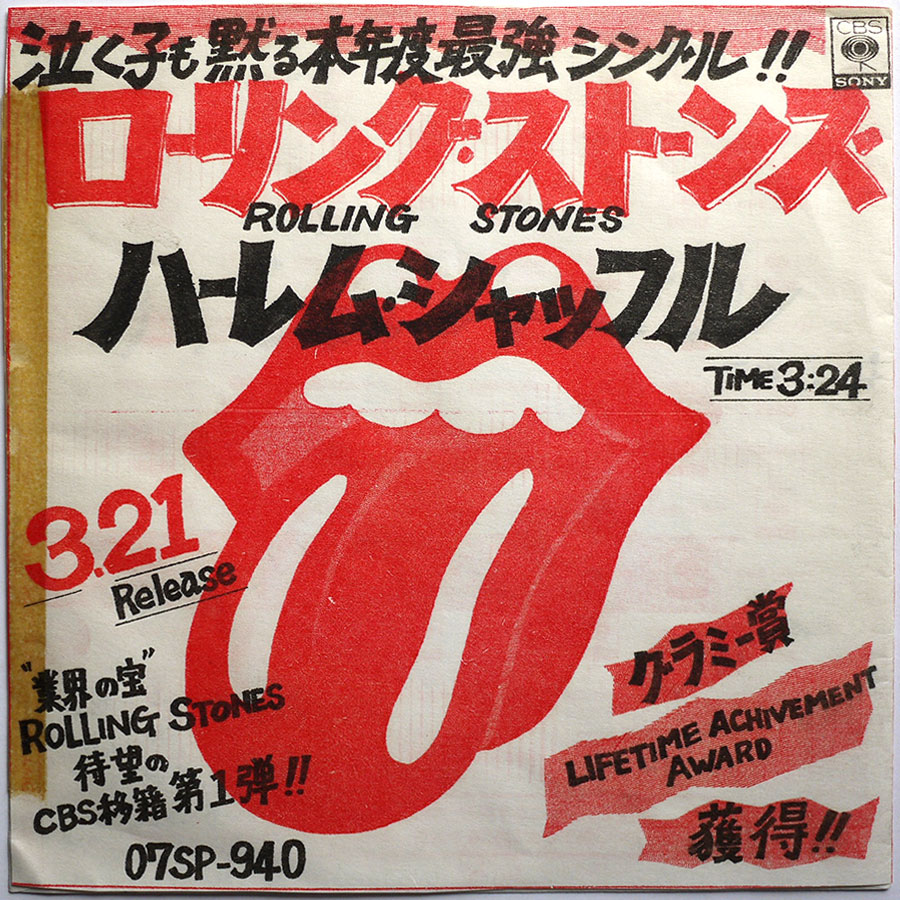 泣く子も黙る本年度最強シングル!!
CBS
SONY
ローリング・ストーンズ
ROLLING STONES
ハーレム・シャッフル
TIME 3:24
3.21
Release
"業界の宝"
ROLLING STONES
待望の
CBS移籍第1弾!!
07SP-940
グラミー賞
LIFETIME ACHIVEMENT
AWARD
獲得!!